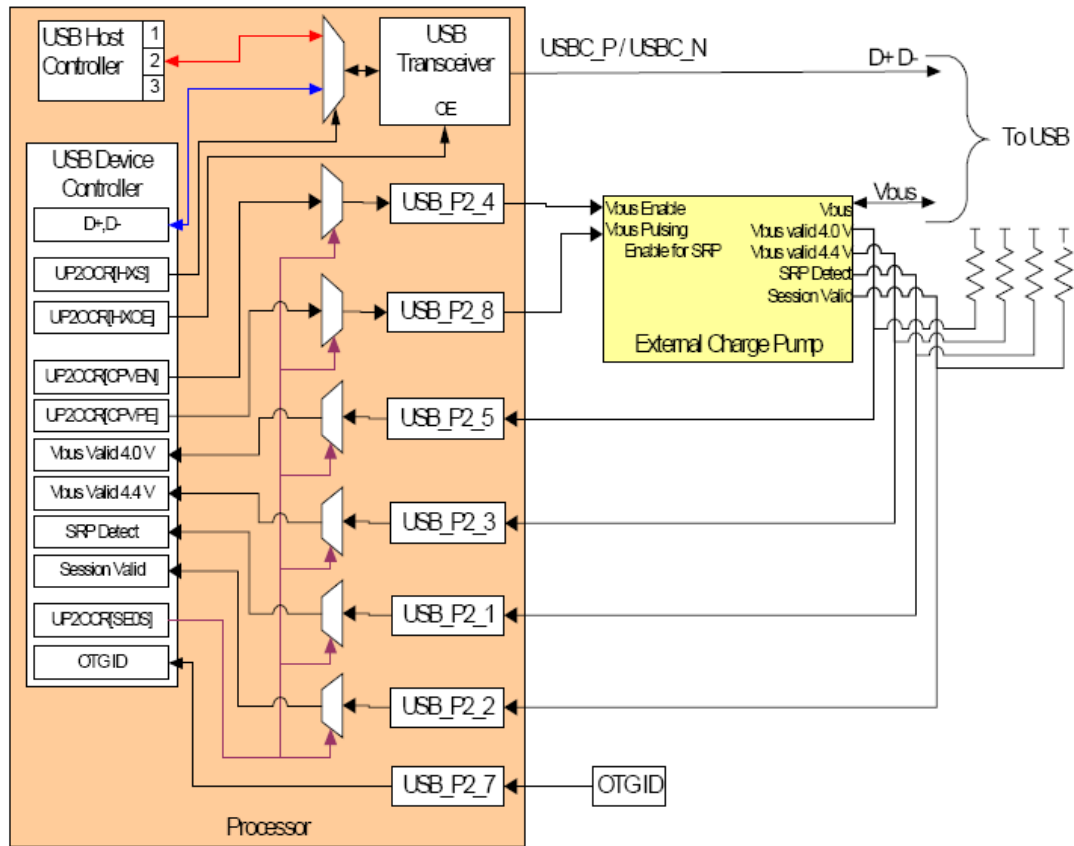 USB Host
Controller
1
2
3
USB
Transceiver
OE
USBC_P / USBC_N
D+ D-
To USB
USB Device
Controller
D+,D-
UP2OCR[HXS]
UP2OCR[HXOE]
UP2OCR[CPVEN]
UP2OCR[CPVPE]
Vbus Valid 4.0 V
Vbus Valid 4.4 V
SRP Detect
Session Valid
UP2OCR[SE0S]
OTGID
USB_P2_4
USB_P2_8
USB_P2_5
USB_P2_3
USB_P2_1
USB_P2_2
USB_P2_7
Vbus Enable
Vbus Pulsing
Enable for SRP
Vbus
Vbus valid 4.0 V
Vbus valid 4.4 V
SRP Detect
Session Valid
External Charge Pump
Vbus
OTGID
Processor